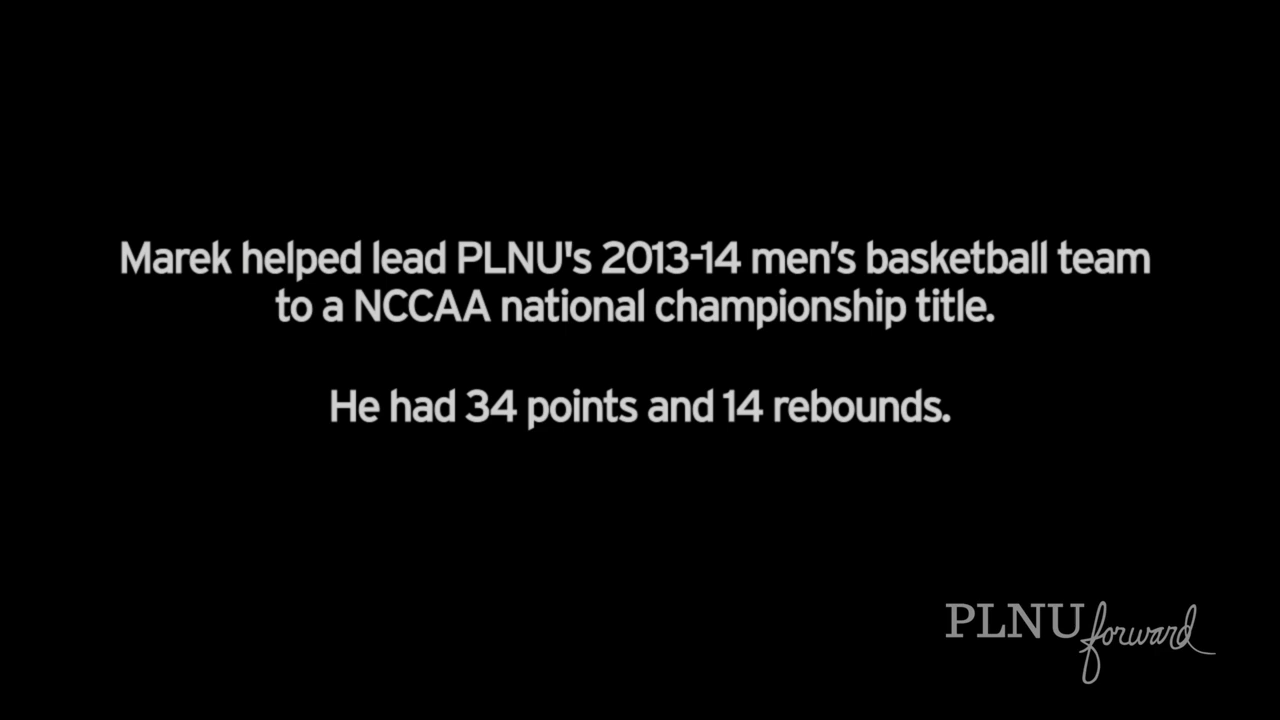 Marek helped lead PLNU's 2013-14 men’s basketball team
to a NCCAA national championship title.
He had 34 points and 14 rebounds.
PLNU forward